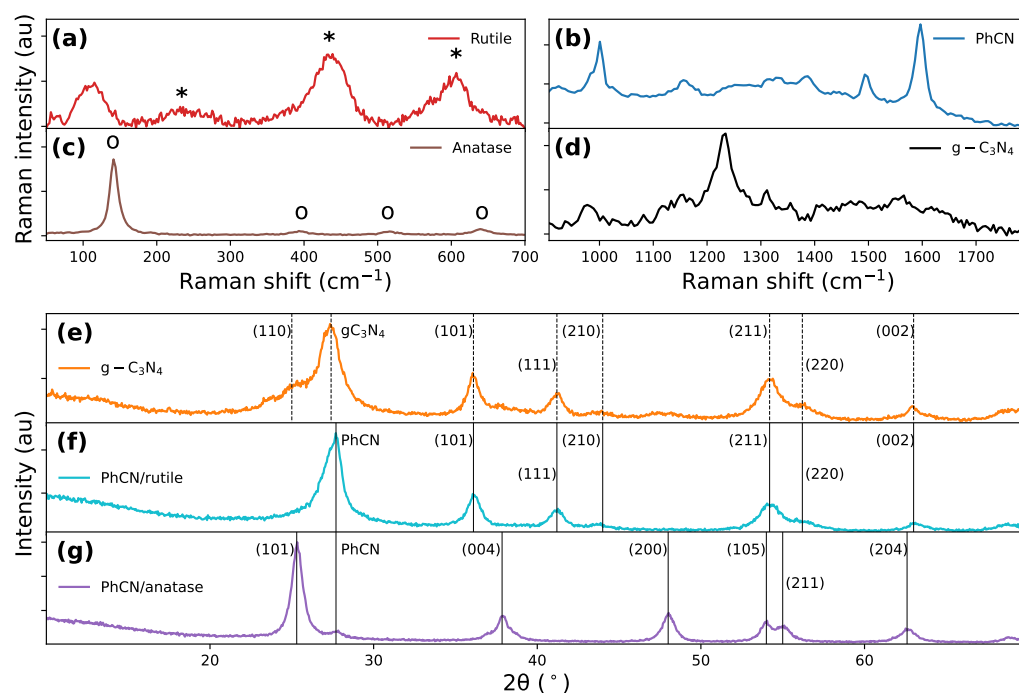 (a)
Rutile
*
*
*
(b)
PhCN
(c)
Anatase
o
o
o
o
(d)
g−C₃N₄
Raman intensity (au)
100 200 300 400 500 600 700
Raman shift (cm⁻¹)
1000 1100 1200 1300 1400 1500 1600 1700
Raman shift (cm⁻¹)
(e)
(110)
gC₃N₄
(101)
(210)
(211)
(002)
(111)
(220)
g−C₃N₄
(f)
PhCN
(101)
(210)
(211)
(002)
(111)
(220)
PhCN/rutile
(g)
(101)
PhCN
(004)
(200)
(105)
(204)
(211)
PhCN/anatase
Intensity (au)
20 30 40 50 60
2θ (°)